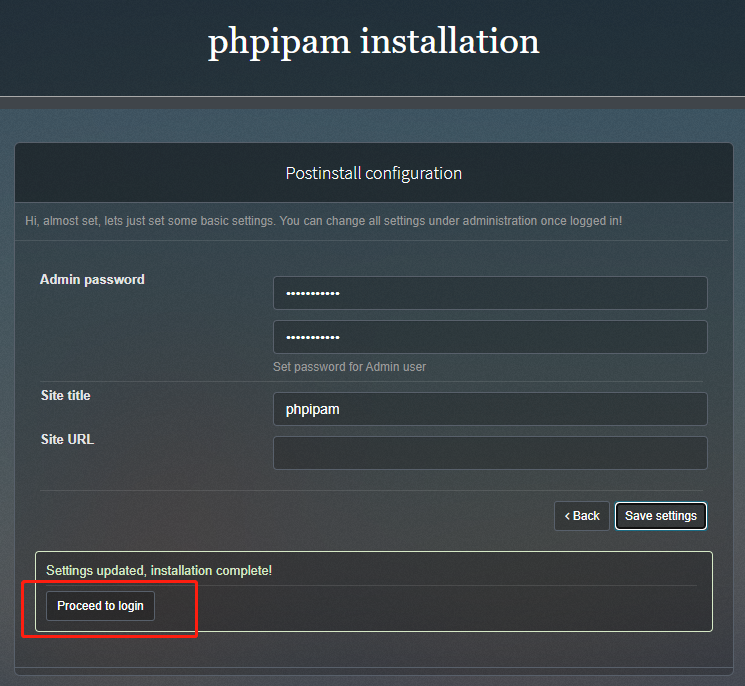 phpipam installation
Postinstall configuration
Hi, almost set, lets just set some basic settings. You can change all settings under administration once logged in!
Admin password
•••••••••••
•••••••••••
Set password for Admin user
Site title
phpipam
Site URL
< Back
Save settings
Settings updated, installation complete!
Proceed to login